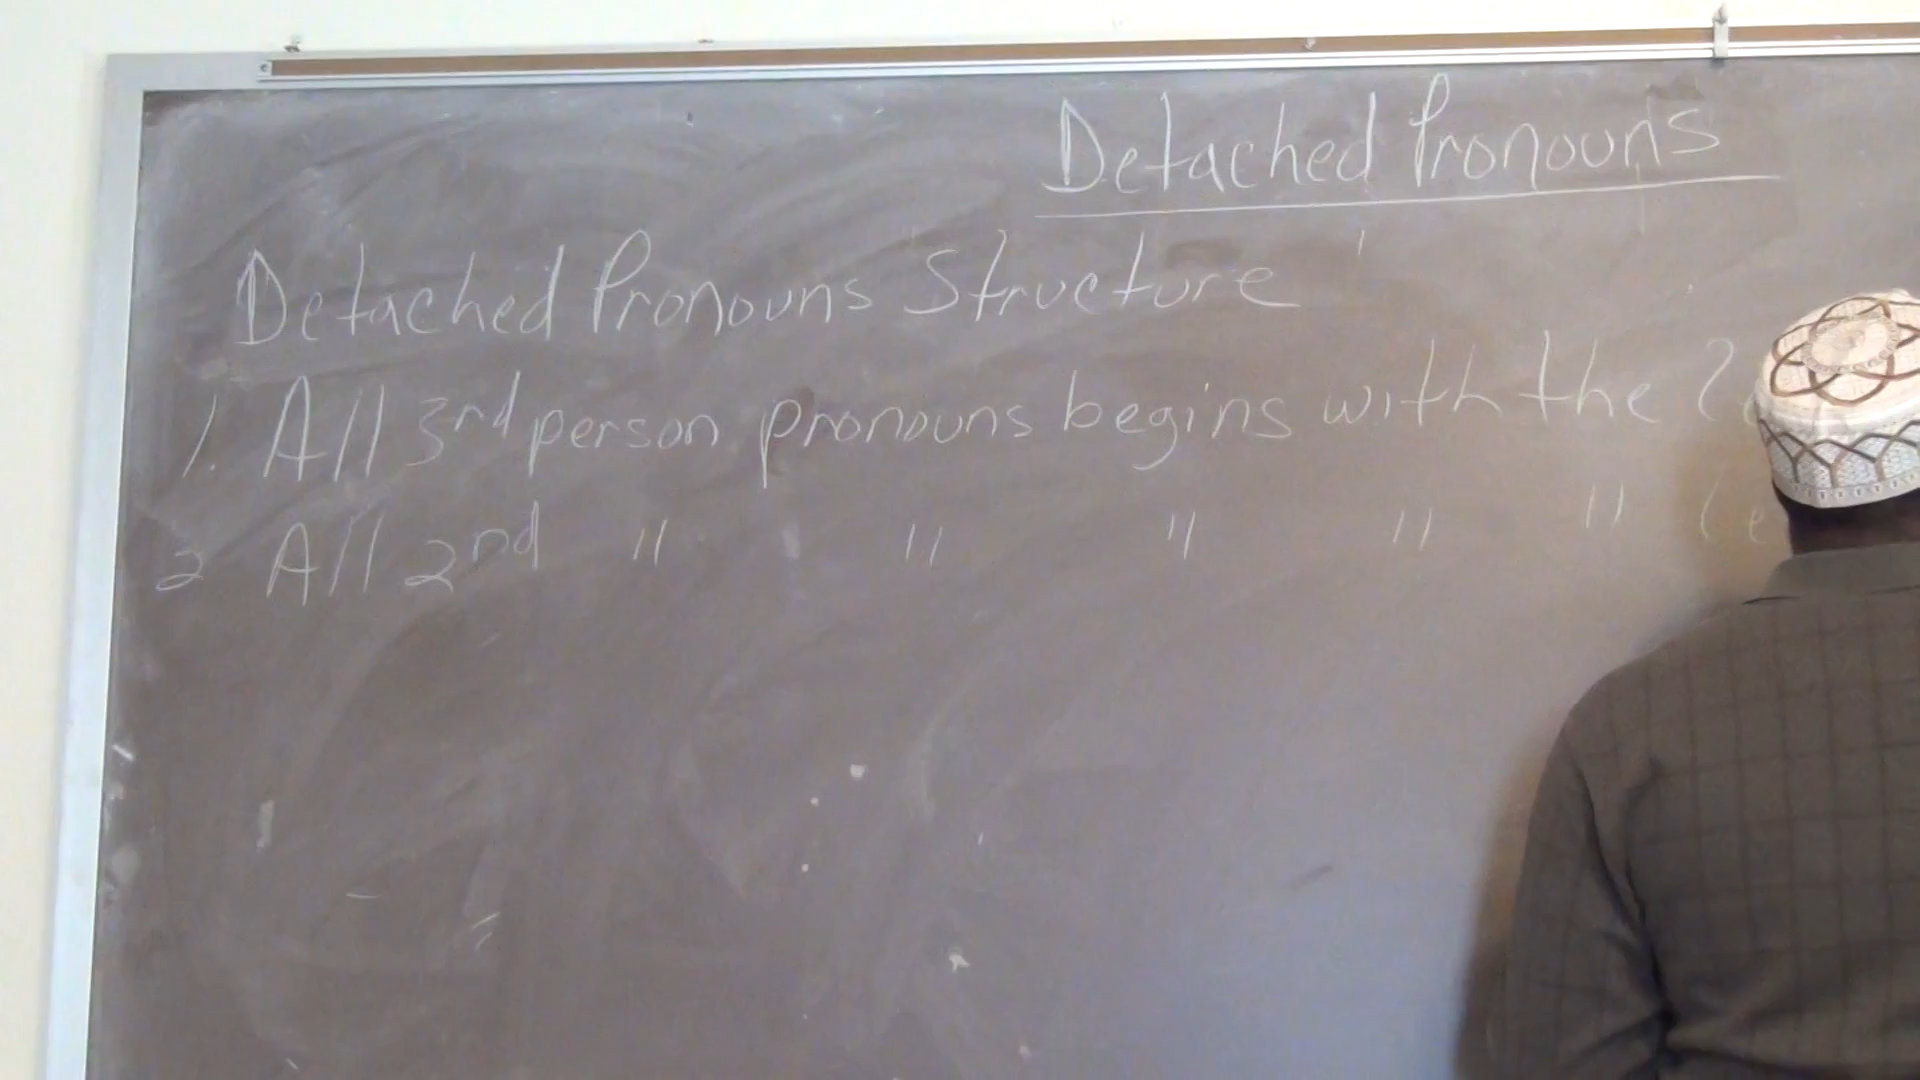 Detached Pronouns
Detached Pronouns Structure
1. All 3rd person pronouns begins with the
2 All 2nd " " " " "